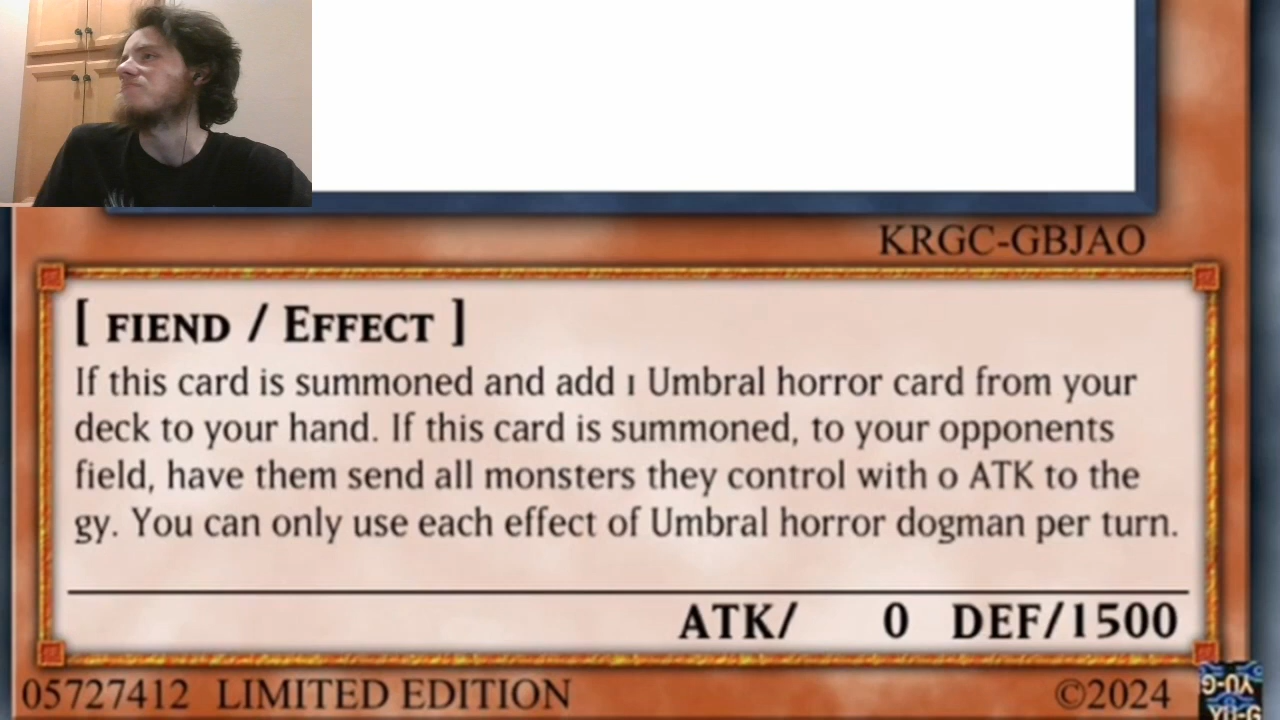 KRGC-GBJAO
[ FIEND / EFFECT ]
If this card is summoned and add 1 Umbral horror card from your
deck to your hand. If this card is summoned, to your opponents
field, have them send all monsters they control with 0 ATK to the
gy. You can only use each effect of Umbral horror dogman per turn.
ATK/ 0 DEF/1500
05727412 LIMITED EDITION ©2024